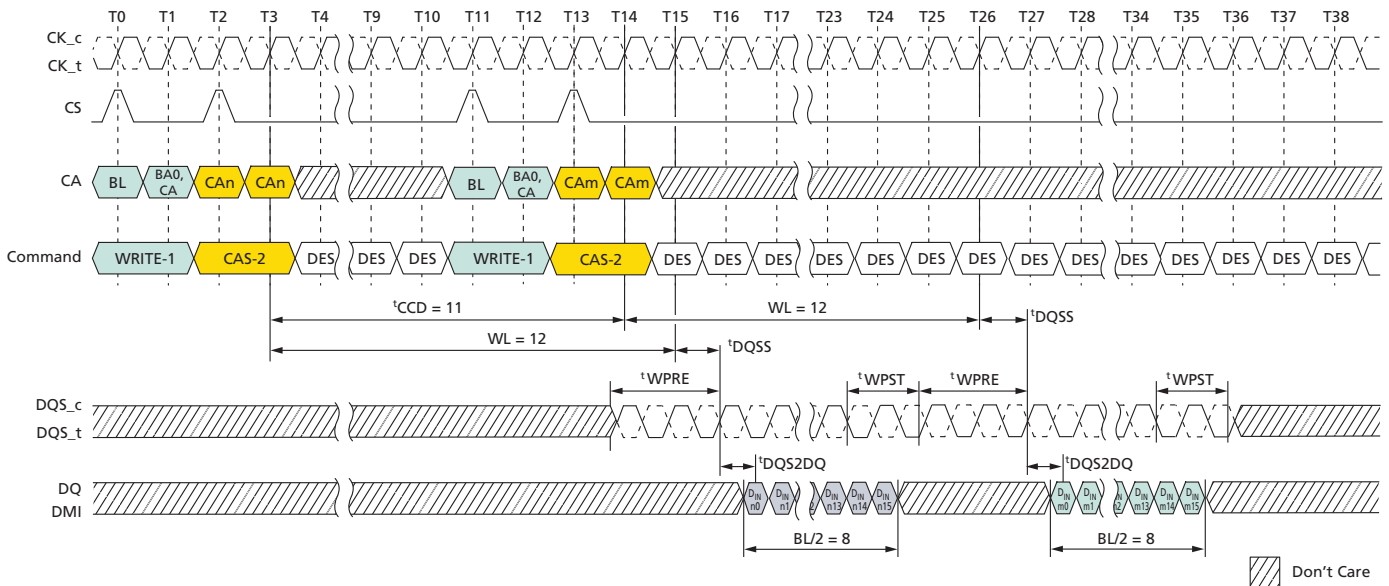 T0 T1 T2 T3 T4 T9 T10 T11 T12 T13 T14 T15 T16 T17 T23 T24 T25 T26 T27 T28 T34 T35 T36 T37 T38
CK_c
CK_t
CS
CA BL BA0, CA CAn CAn BL BA0, CA CAm CAm
Command WRITE-1 CAS-2 DES DES DES WRITE-1 CAS-2 DES DES DES DES DES DES DES DES DES DES DES DES DES DES
tCCD = 11 WL = 12 tDQSS
WL = 12 tDQSS
tWPRE tWPST tWPRE tWPST
DQS_c
DQS_t
tDQS2DQ tDQS2DQ
DQ
DMI
DIN n0 DIN n1 DIN n13 DIN n14 DIN n15 DIN m0 DIN m1 DIN m13 DIN m14 DIN m15
BL/2 = 8 BL/2 = 8
Don't Care